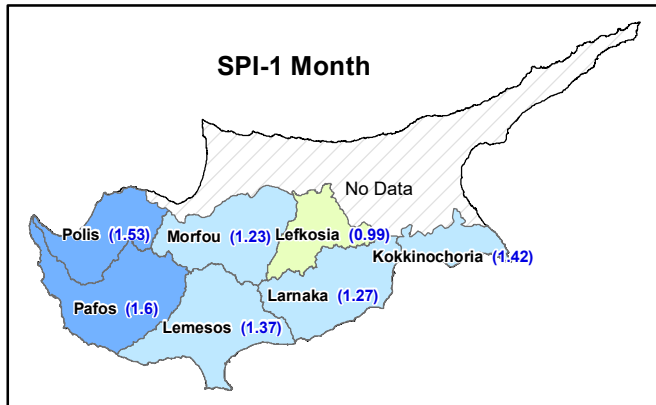 SPI-1 Month
No Data
Polis (1.53)
Morfou (1.23)
Lefkosia (0.99)
Kokkinochoria (1.42)
Pafos (1.6)
Lemesos (1.37)
Larnaka (1.27)